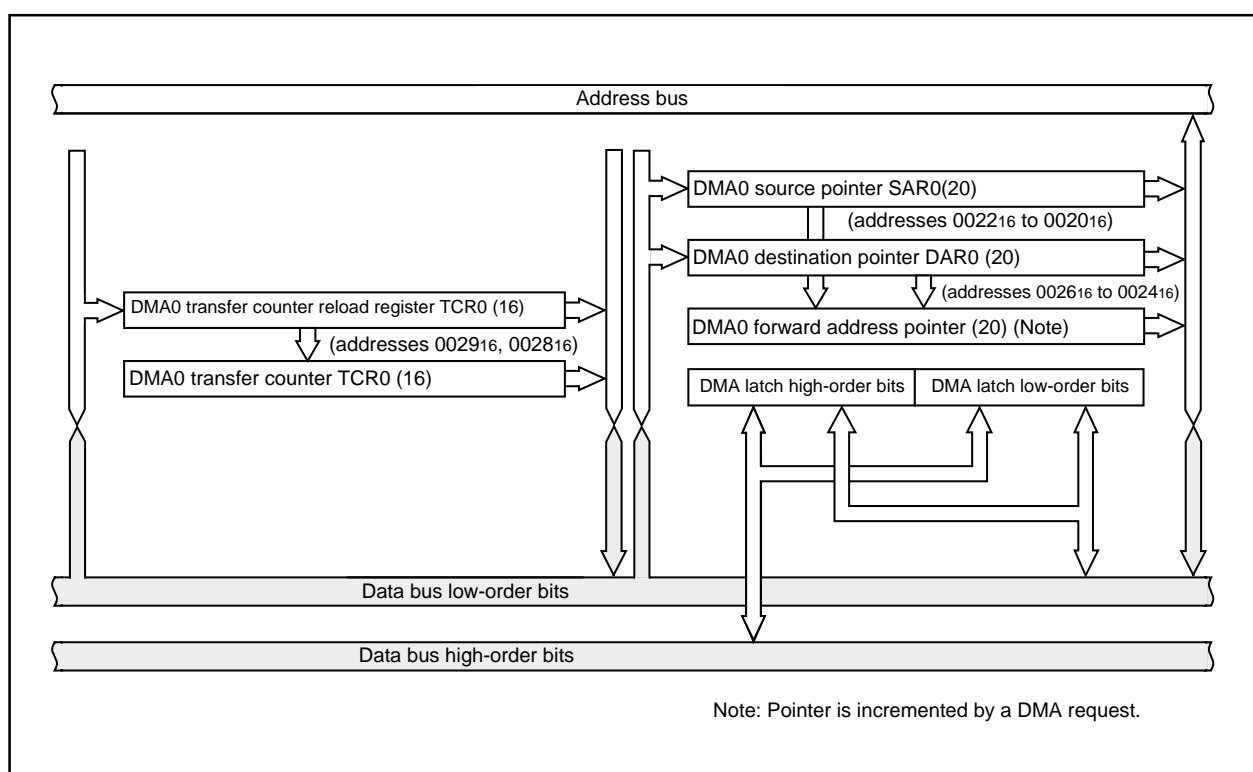 Address bus
DMA0 source pointer SAR0(20)
(addresses 002216 to 002016)
DMA0 destination pointer DAR0 (20)
(addresses 002616 to 002416)
DMA0 transfer counter reload register TCR0 (16)
(addresses 002916, 002816)
DMA0 transfer counter TCR0 (16)
DMA0 forward address pointer (20) (Note)
DMA latch high-order bits
DMA latch low-order bits
Data bus low-order bits
Data bus high-order bits
Note: Pointer is incremented by a DMA request.